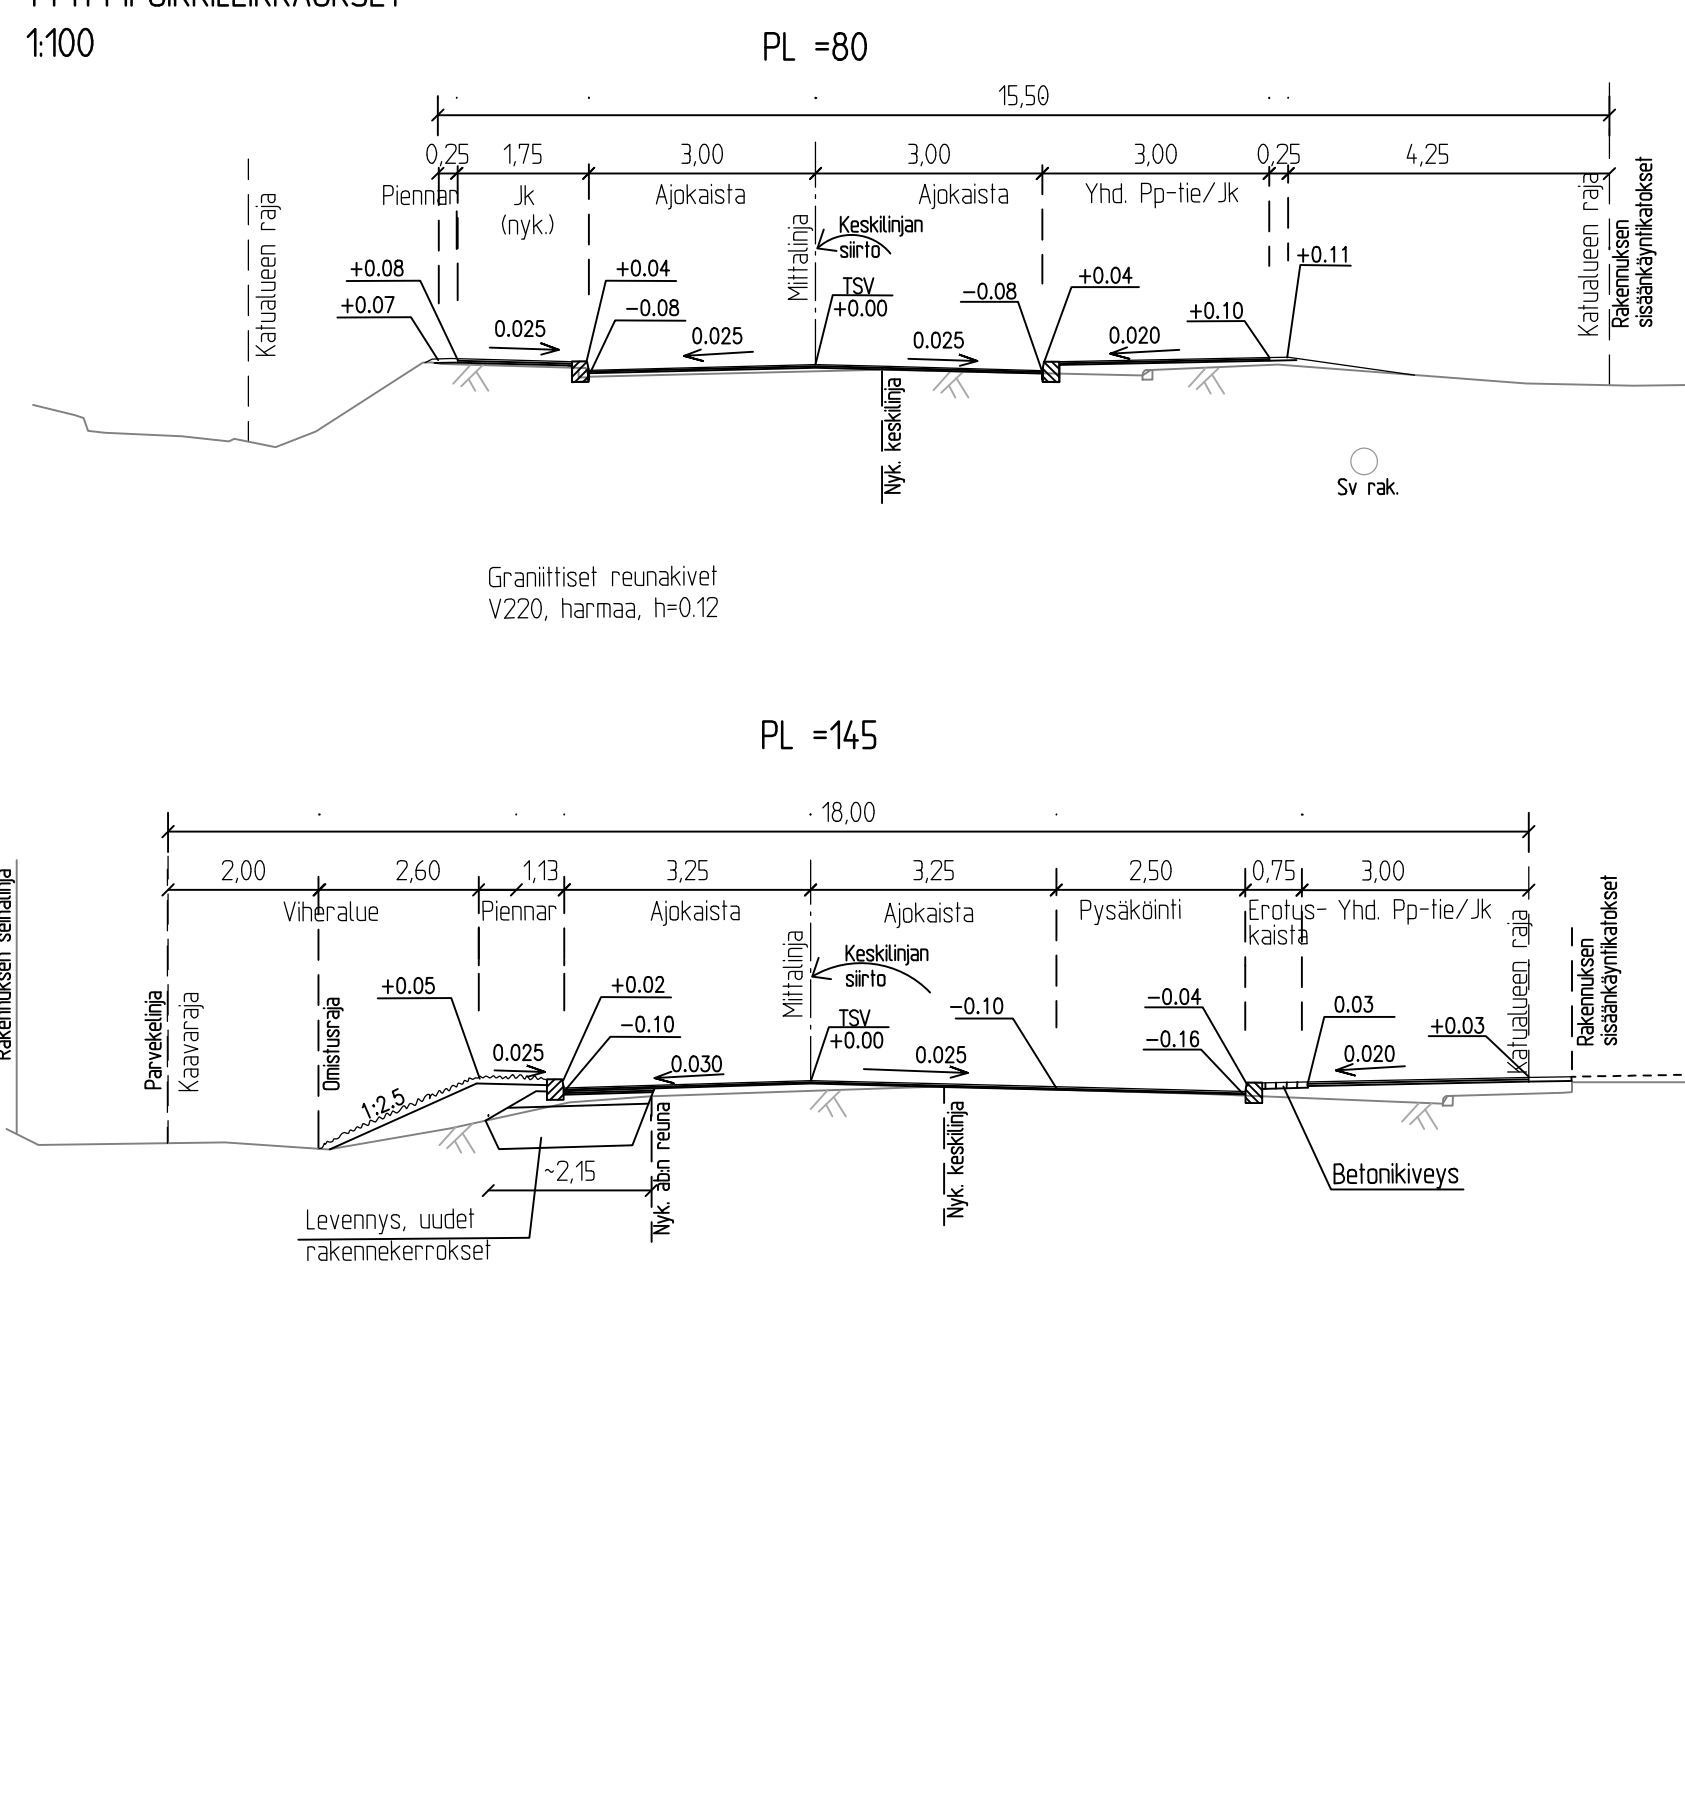 1:100
PL =80
15,50
0,25 1,75 3,00 3,00 3,00 0,25 4,25
Piennar
Jk
(nyk.)
Ajokaista
Ajokaista
Yhd. Pp-tie/Jk
Katualueen raja
Mittalinja
Keskilinjan
siirto
Katualueen raja
Rakennuksen
sisäänkäyntikatokset
+0.08
+0.07
+0.04
-0.08
TSV
+0.00
-0.08
+0.04
+0.10
+0.11
0.025
0.025
0.025
0.020
Nyk. keskilinja
Sv rak.
Graniittiset reunakivet
V220, harmaa, h=0.12
PL =145
18,00
2,00 2,60 1,13 3,25 3,25 2,50 0,75 3,00
Viheralue
Piennar
Ajokaista
Ajokaista
Pysäköinti
Erotus-
kaista
Yhd. Pp-tie/Jk
Rakennuksen seinälinja
Parvekelinja
Kaavaraja
Omistusraja
Mittalinja
Keskilinjan
siirto
Katualueen raja
Rakennuksen
sisäänkäyntikatokset
+0.05
+0.02
-0.10
TSV
+0.00
-0.10
-0.04
-0.16
0.03
+0.03
1:2.5
0.025
0.030
0.025
0.020
~2,15
Nyk. ab:n reuna
Nyk. keskilinja
Betonikiveys
Levennys, uudet
rakennekerrokset